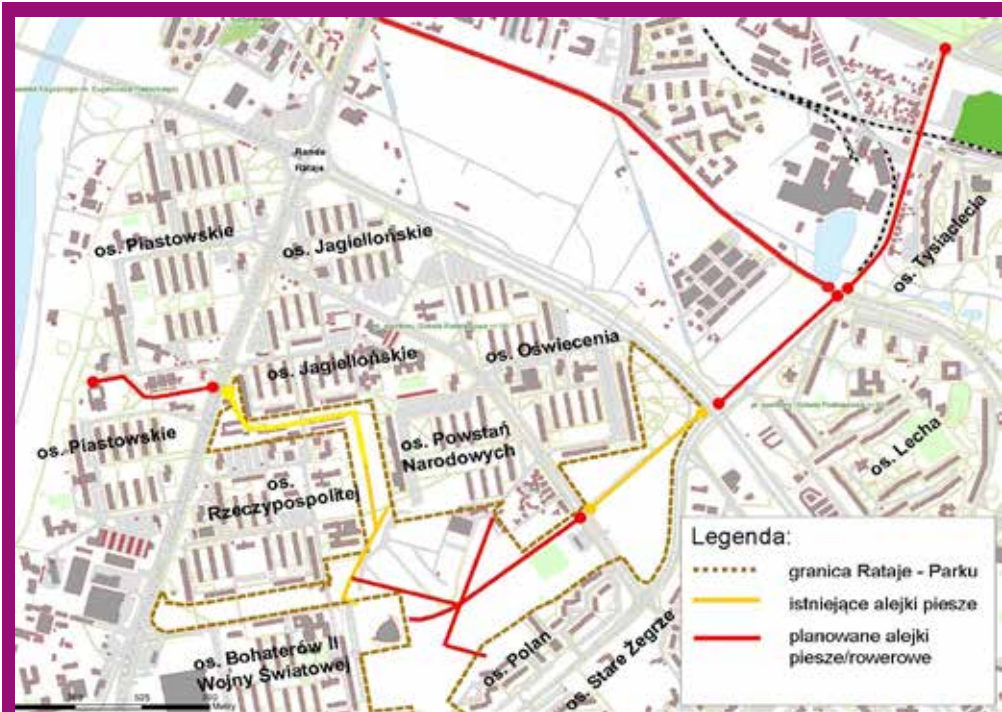 Rondo
Rataje
os. Piastowskie
os. Jagiellońskie
os. Tysiąclecia
os. Oświecenia
os. Jagiellońskie
os. Piastowskie
os. Powstań
Narodowych
os. Lecha
os.
Rzeczypospolitej
os. Polan
os. Stare Żegrze
os. Bohaterów II
Wojny Światowej
Legenda:
granica Rataje - Parku
istniejące alejki piesze
planowane alejki
piesze/rowerowe
525